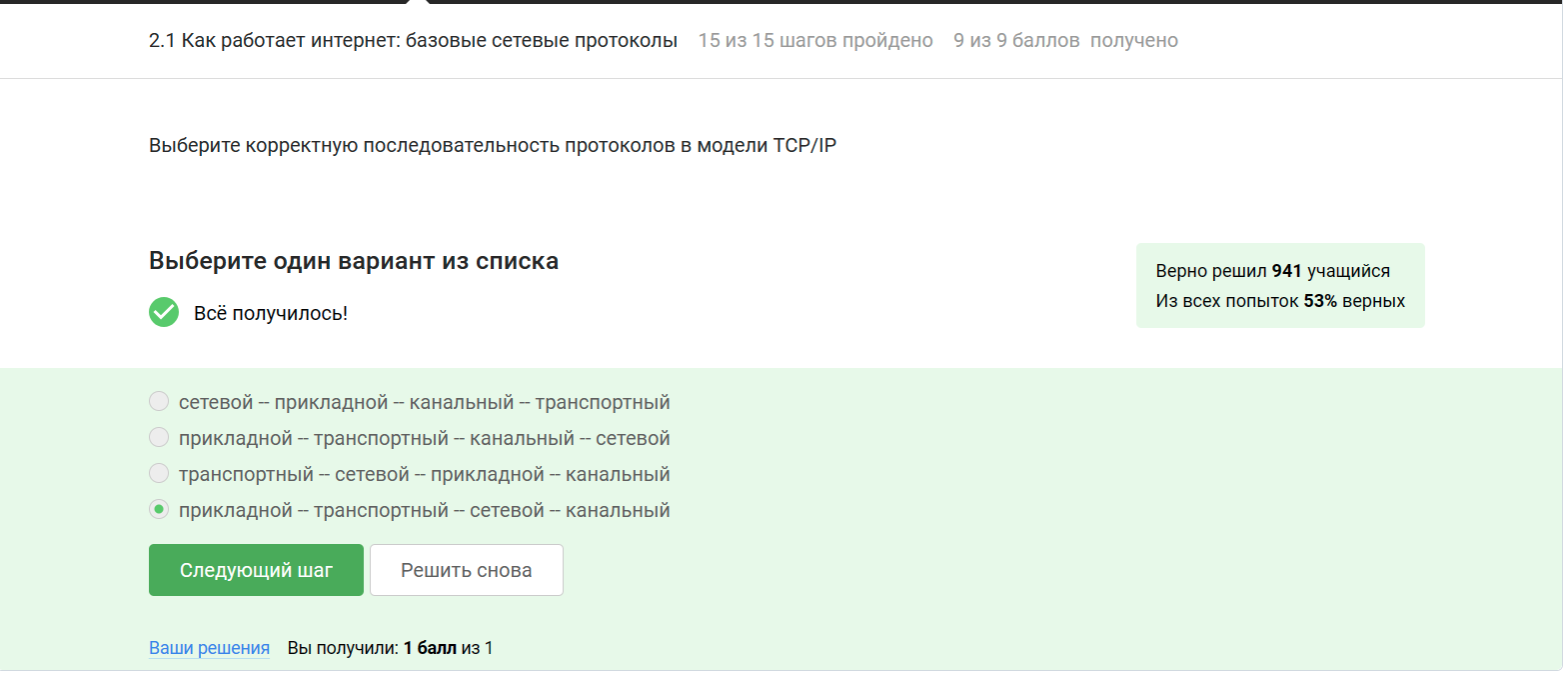 2.1 Как работает интернет: базовые сетевые протоколы 15 из 15 шагов пройдено 9 из 9 баллов получено
Выберите корректную последовательность протоколов в модели TCP/IP
Выберите один вариант из списка
Всё получилось!
Верно решил 941 учащийся
Из всех попыток 53% верных
сетевой -- прикладной -- канальный -- транспортный
прикладной -- транспортный -- канальный -- сетевой
транспортный -- сетевой -- прикладной -- канальный
прикладной -- транспортный -- сетевой -- канальный
Следующий шаг
Решить снова
Ваши решения Вы получили: 1 балл из 1